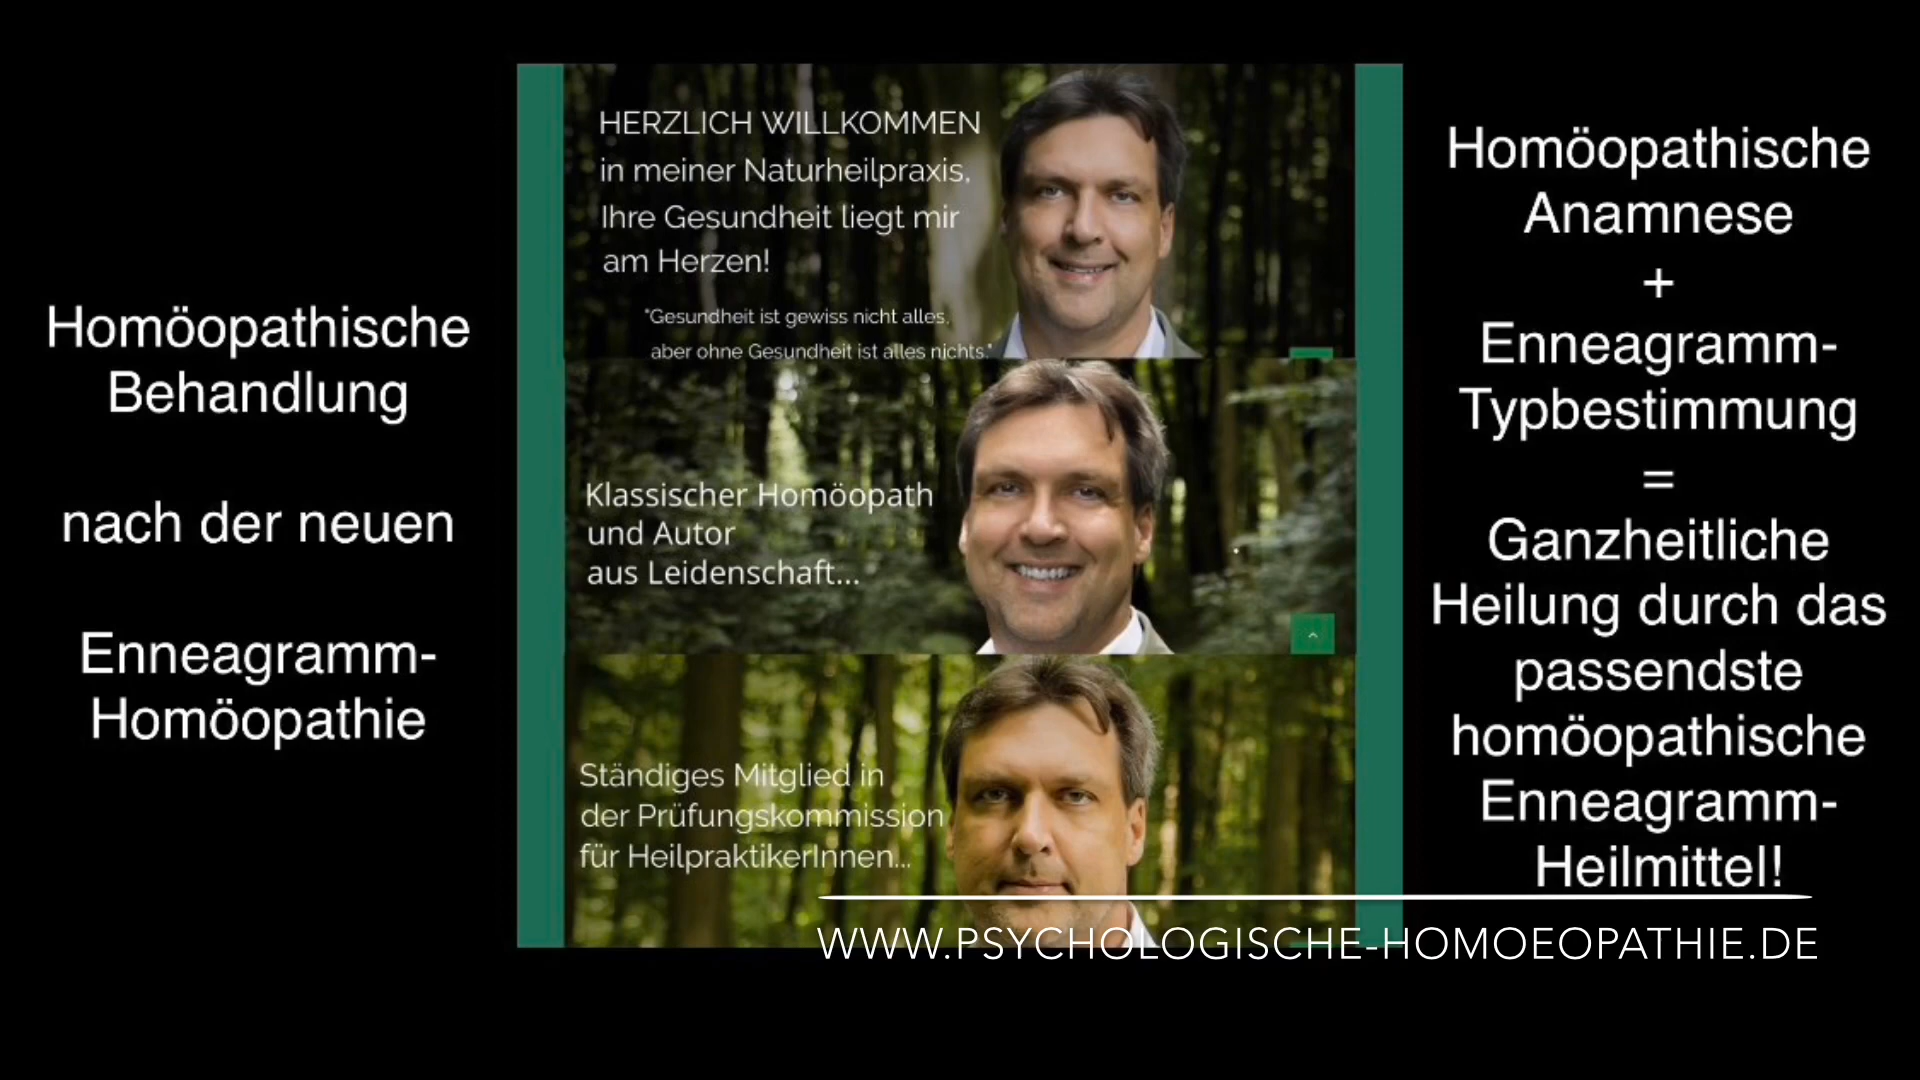 Homöopathische
Behandlung
nach der neuen
Enneagramm-
Homöopathie
HERZLICH WILLKOMMEN
in meiner Naturheilpraxis,
Ihre Gesundheit liegt mir
am Herzen!
"Gesundheit ist gewiss nicht alles,
aber ohne Gesundheit ist alles nichts."
Klassischer Homöopath
und Autor
aus Leidenschaft...
Ständiges Mitglied in
der Prüfungskommission
für HeilpraktikerInnen...
Homöopathische
Anamnese
+
Enneagramm-
Typbestimmung
=
Ganzheitliche
Heilung durch das
passendste
homöopathische
Enneagramm-
Heilmittel!
WWW.PSYCHOLOGISCHE-HOMOEOPATHIE.DE